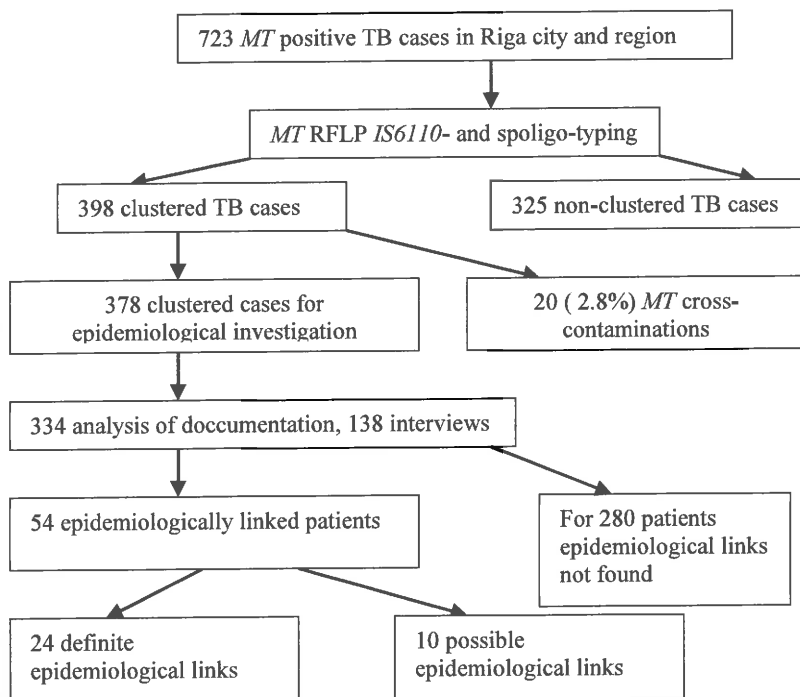 723 MT positive TB cases in Riga city and region
MT RFLP IS6110- and spoligo-typing
398 clustered TB cases
325 non-clustered TB cases
378 clustered cases for
epidemiological investigation
20 ( 2.8%) MT cross-
contaminations
334 analysis of doccumentation, 138 interviews
54 epidemiologically linked patients
For 280 patients
epidemiological links
not found
24 definite
epidemiological links
10 possible
epidemiological links